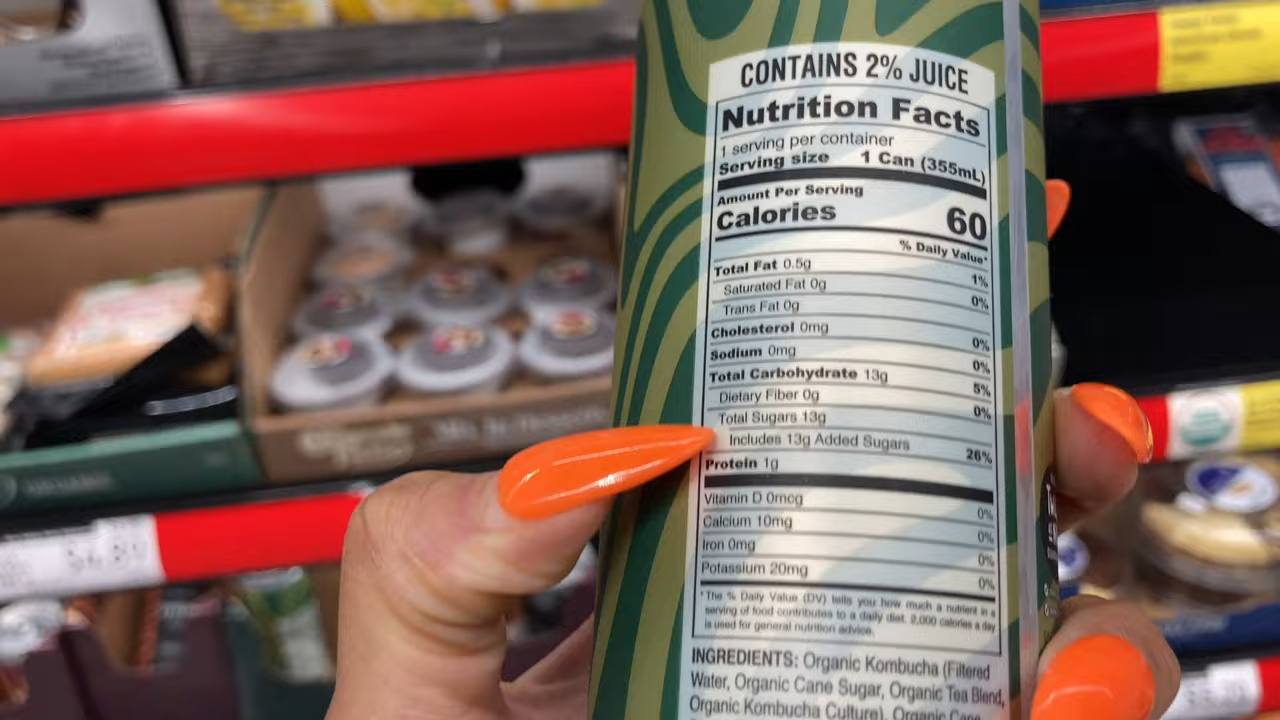 CONTAINS 2% JUICE
Nutrition Facts
1 serving per container
Serving size 1 Can (355mL)
Amount Per Serving
Calories 60
% Daily Value*
Total Fat 0.5g 1%
Saturated Fat 0g 0%
Trans Fat 0g
Cholesterol 0mg 0%
Sodium 0mg 0%
Total Carbohydrate 13g 5%
Dietary Fiber 0g 0%
Total Sugars 13g
Includes 13g Added Sugars 26%
Protein 1g
Vitamin D 0mcg 0%
Calcium 10mg 0%
Iron 0mg 0%
Potassium 20mg 0%
*The % Daily Value (DV) tells you how much a nutrient in a
serving of food contributes to a daily diet. 2,000 calories a day
is used for general nutrition advice.
INGREDIENTS: Organic Kombucha (Filtered
Water, Organic Cane Sugar, Organic Tea Blend,
Organic Kombucha Culture), Organic Cane